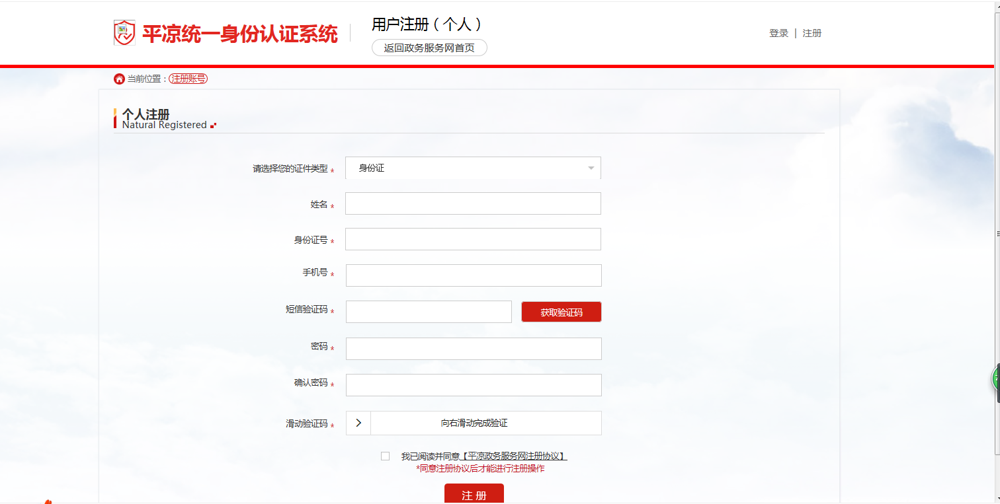 平凉统一身份认证系统
用户注册（个人）
返回政务服务网首页
登录 | 注册
当前位置：注册账号
个人注册
Natural Registered
请选择您的证件类型 * 身份证
姓名 *
身份证号 *
手机号 *
短信验证码 * 获取验证码
密码 *
确认密码 *
滑动验证码 * 向右滑动完成验证
我已阅读并同意【平凉政务服务网注册协议】
*同意注册协议后才能进行注册操作
注 册